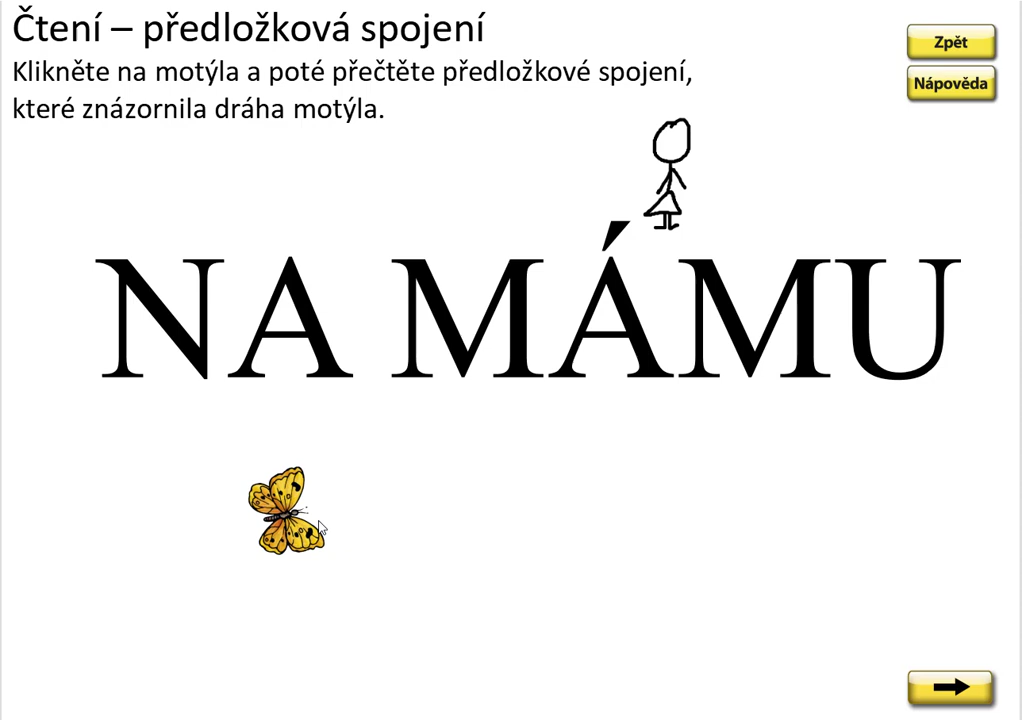 Čtení – předložková spojení
Klikněte na motýla a poté přečtěte předložkové spojení,
které znázornila dráha motýla.
Zpět
Nápověda
NA MÁMU